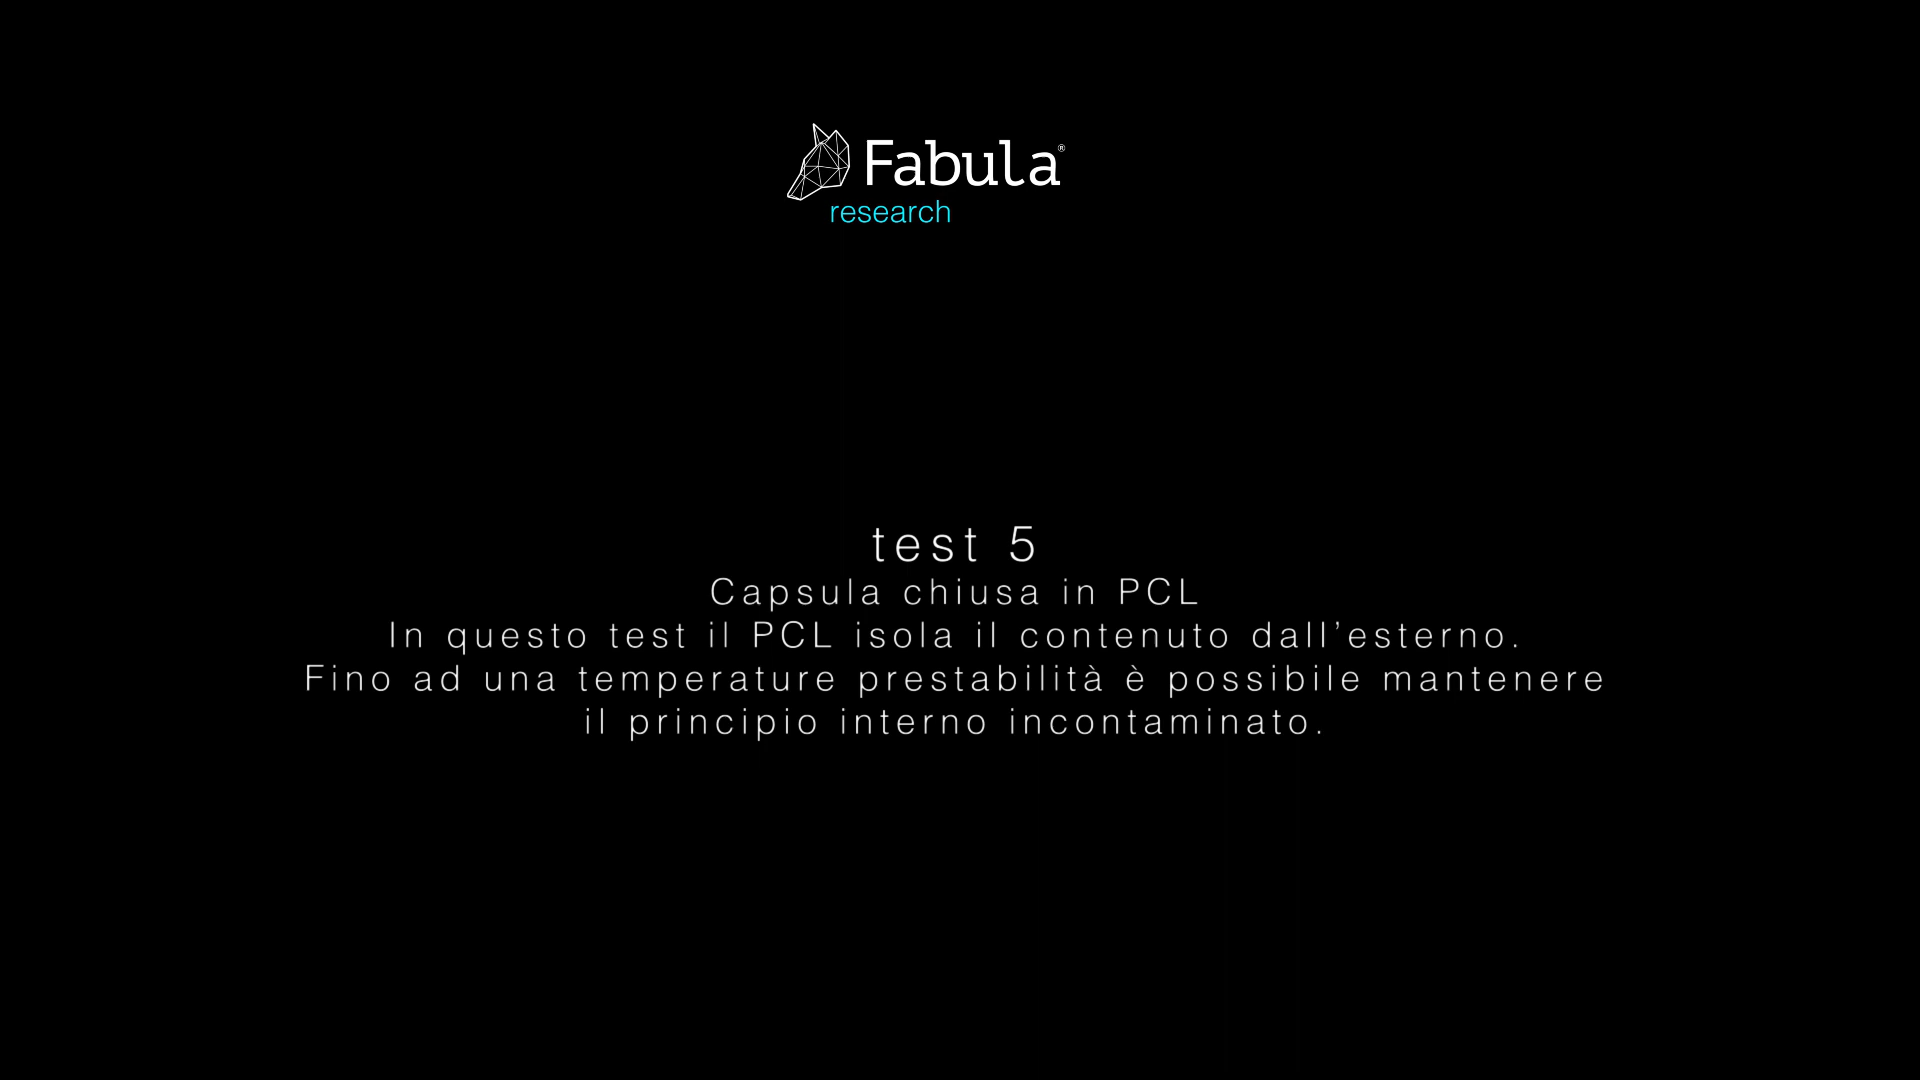 Fabula®
research
test 5
Capsula chiusa in PCL
In questo test il PCL isola il contenuto dall’esterno.
Fino ad una temperature prestabilità è possibile mantenere
il principio interno incontaminato.